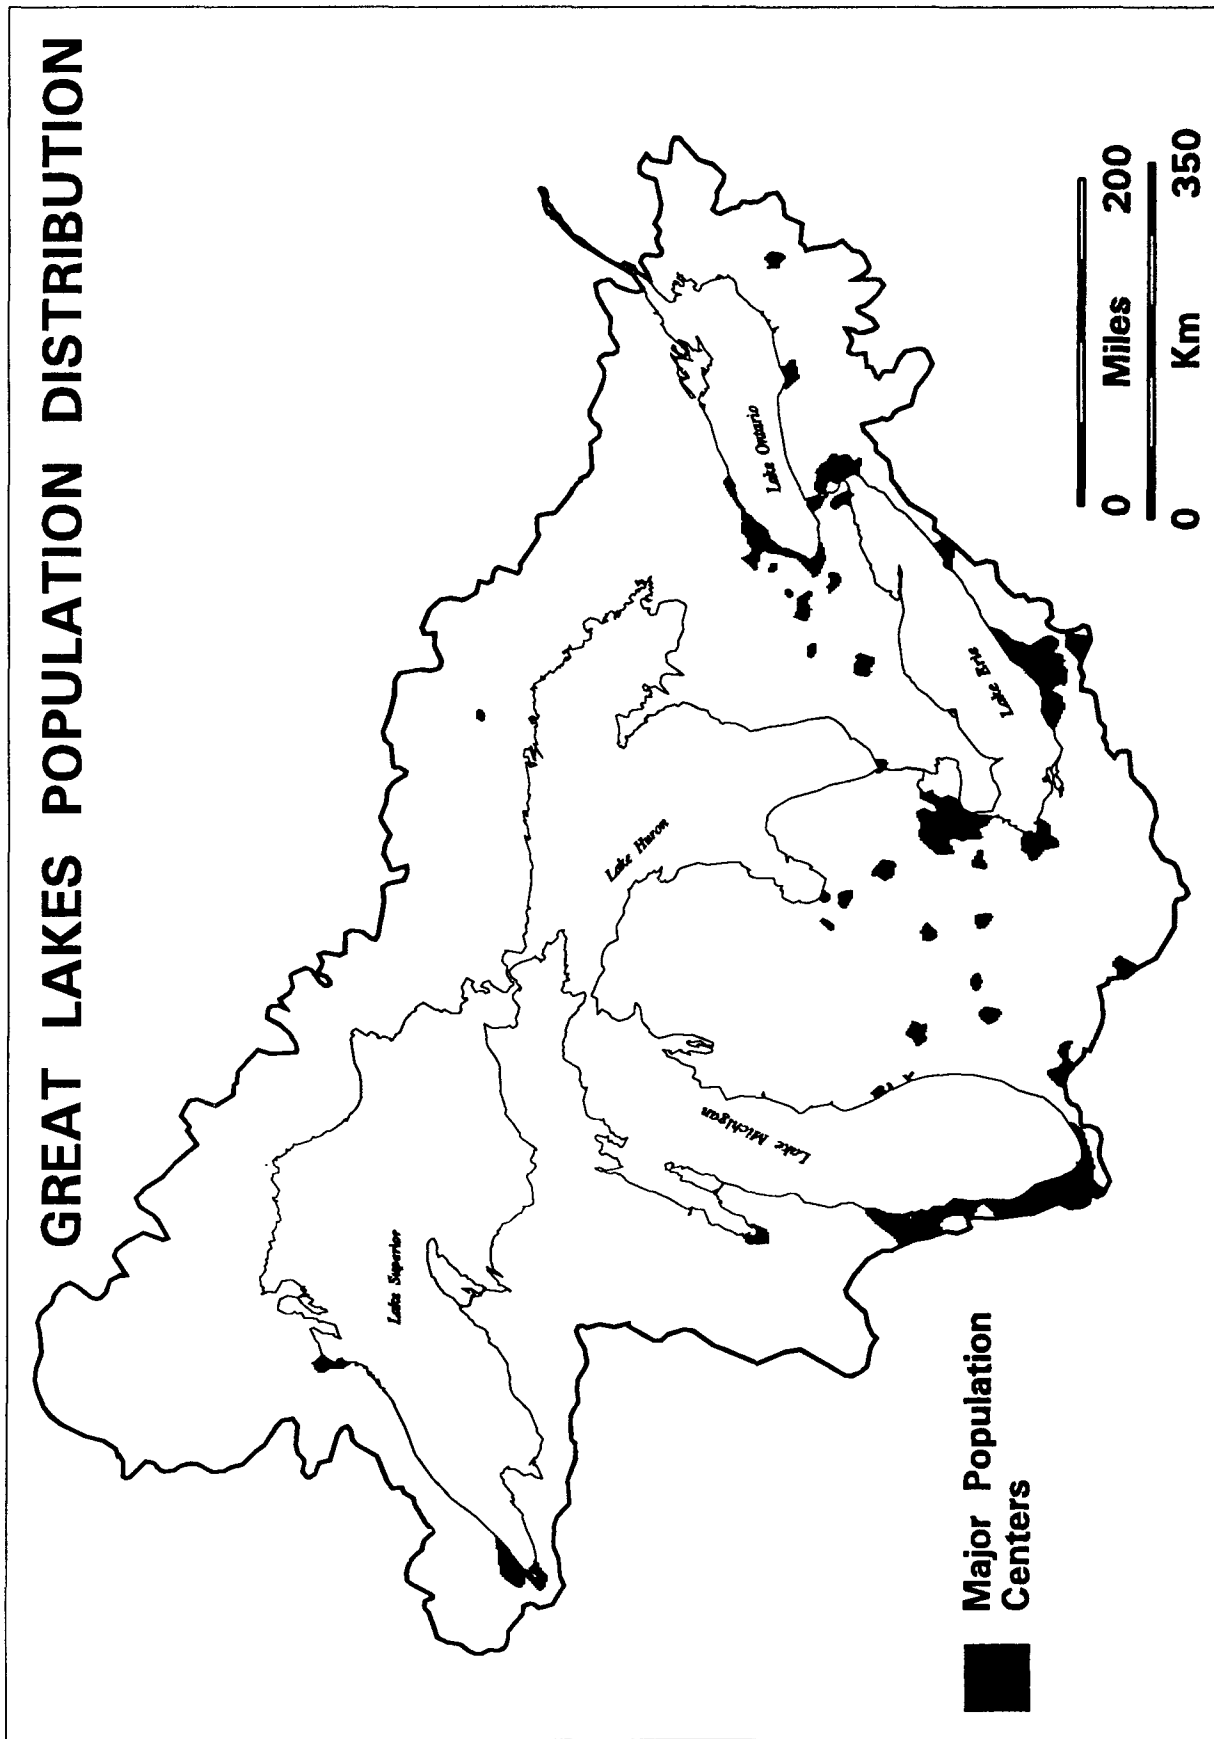 GREAT LAKES POPULATION DISTRIBUTION
Lake Superior
Lake Huron
Lake Michigan
Lake Ontario
Lake Erie
Major Population
Centers
0 Miles 200
0 Km 350